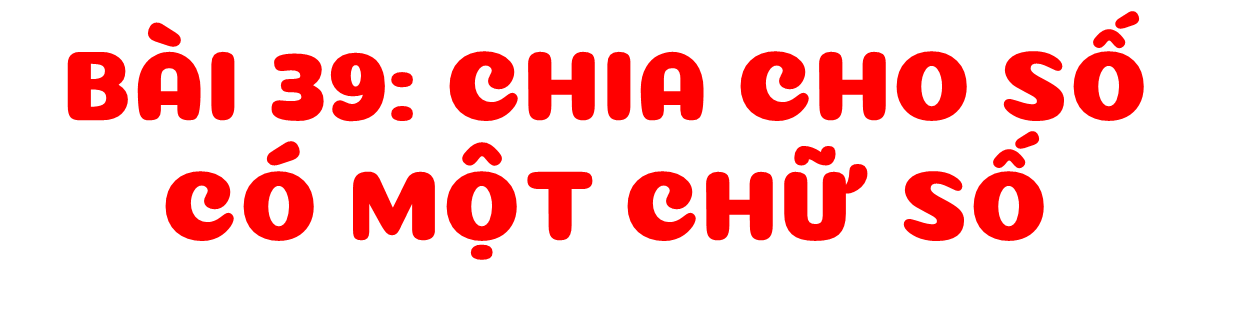 BÀI 39: CHIA CHO SỐ
CÓ MỘT CHỮ SỐ